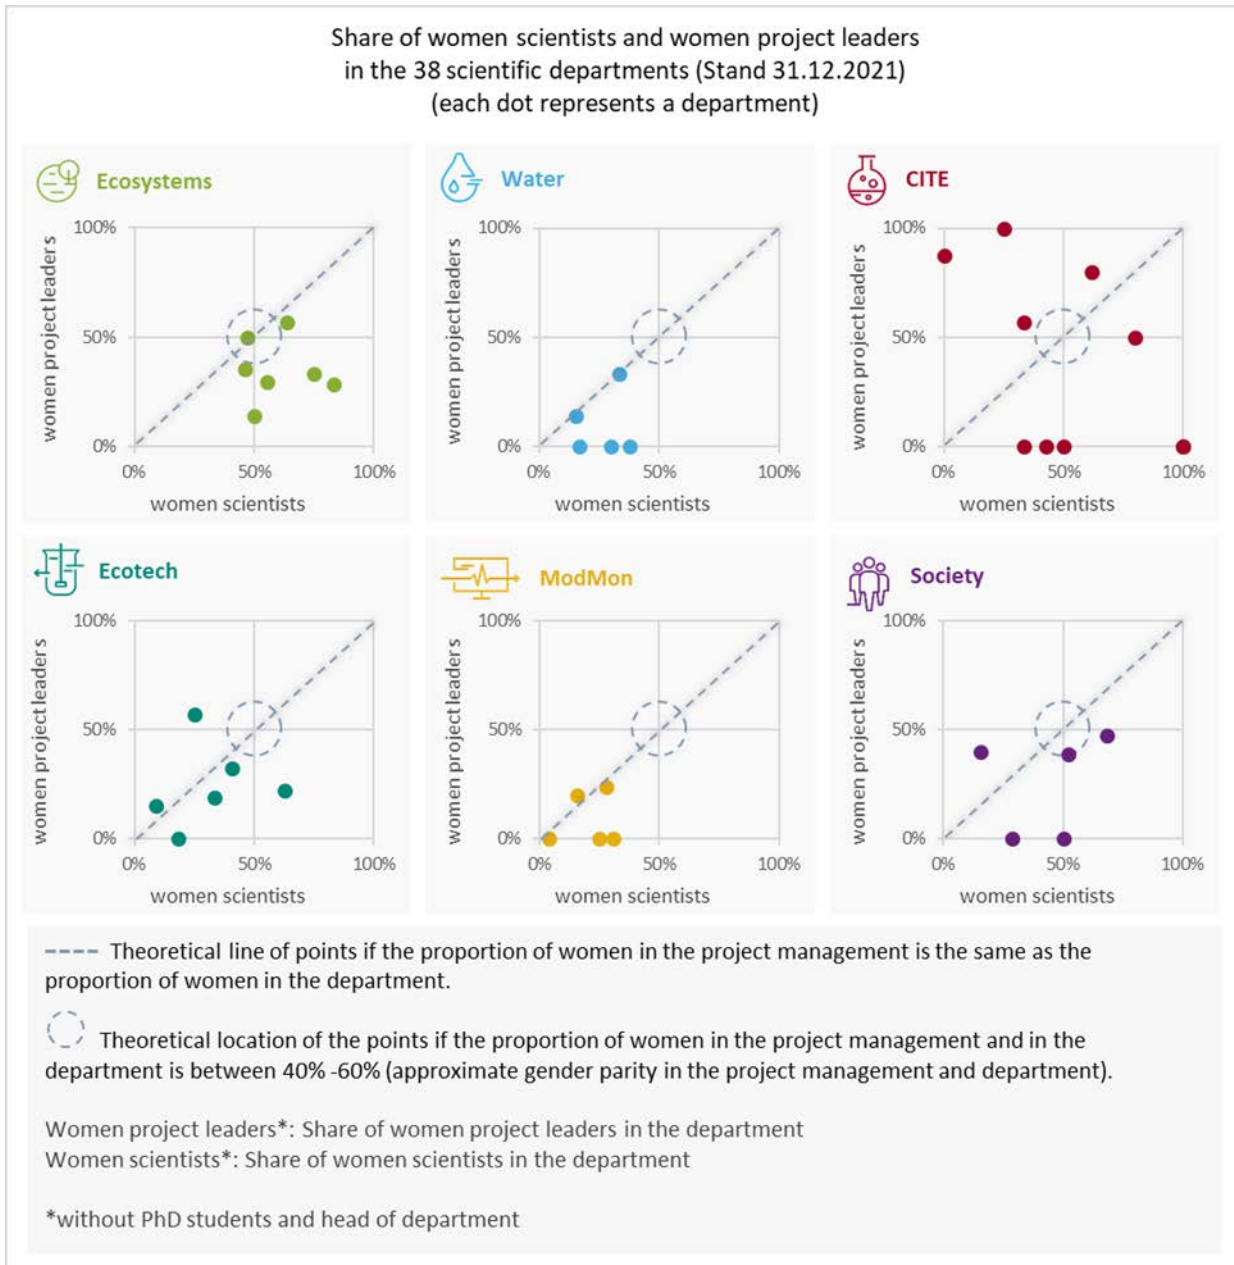 Share of women scientists and women project leaders
in the 38 scientific departments (Stand 31.12.2021)
(each dot represents a department)
Ecosystems
women project leaders
100%
50%
0%
0%
50%
100%
women scientists
Water
women project leaders
100%
50%
0%
0%
50%
100%
women scientists
CITE
women project leaders
100%
50%
0%
0%
50%
100%
women scientists
Ecotech
women project leaders
100%
50%
0%
0%
50%
100%
women scientists
ModMon
women project leaders
100%
50%
0%
0%
50%
100%
women scientists
Society
women project leaders
100%
50%
0%
0%
50%
100%
women scientists
Theoretical line of points if the proportion of women in the project management is the same as the
proportion of women in the department.
Theoretical location of the points if the proportion of women in the project management and in the
department is between 40% -60% (approximate gender parity in the project management and department).
Women project leaders*: Share of women project leaders in the department
Women scientists*: Share of women scientists in the department
*without PhD students and head of department